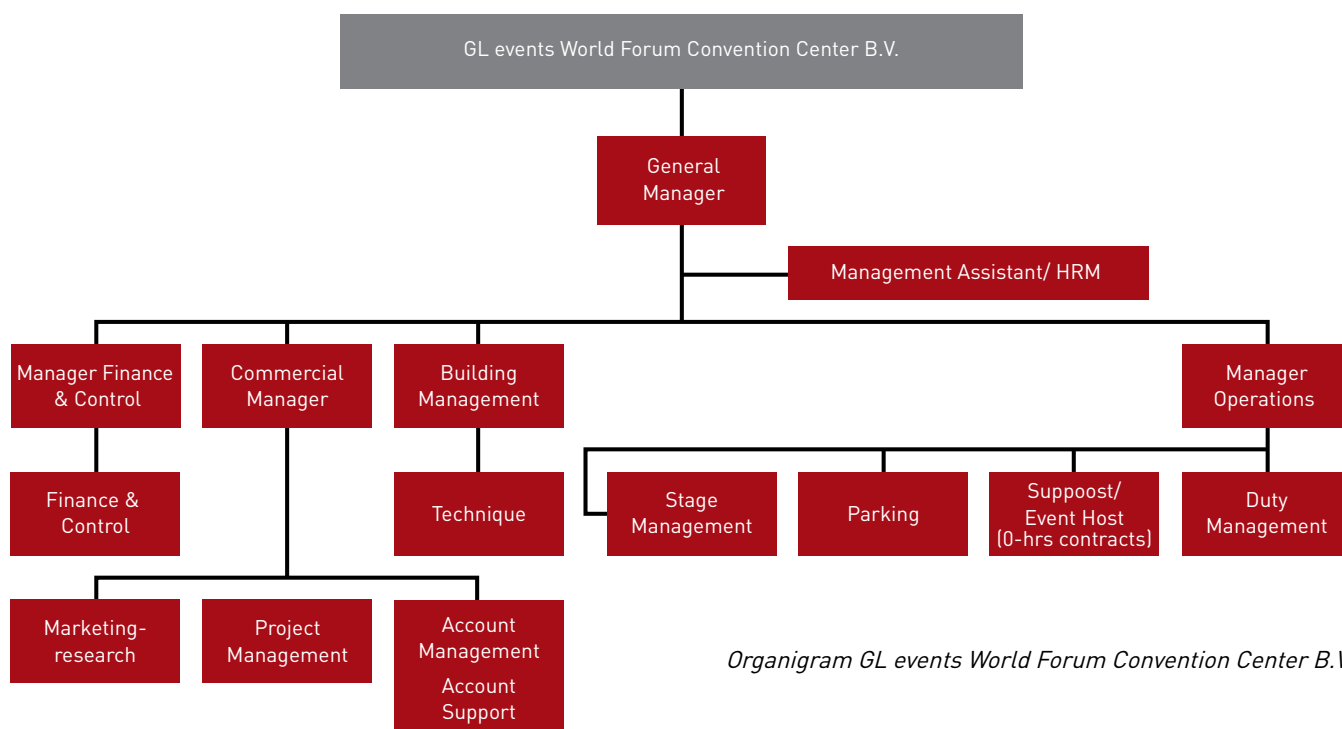 GL events World Forum Convention Center B.V.
General
Manager
Management Assistant/ HRM
Manager Finance
& Control
Commercial
Manager
Building
Management
Manager
Operations
Finance &
Control
Technique
Stage
Management
Parking
Suppoost/
Event Host
(0-hrs contracts)
Duty
Management
Marketing-
research
Project
Management
Account
Management
Account
Support
Organigram GL events World Forum Convention Center B.V